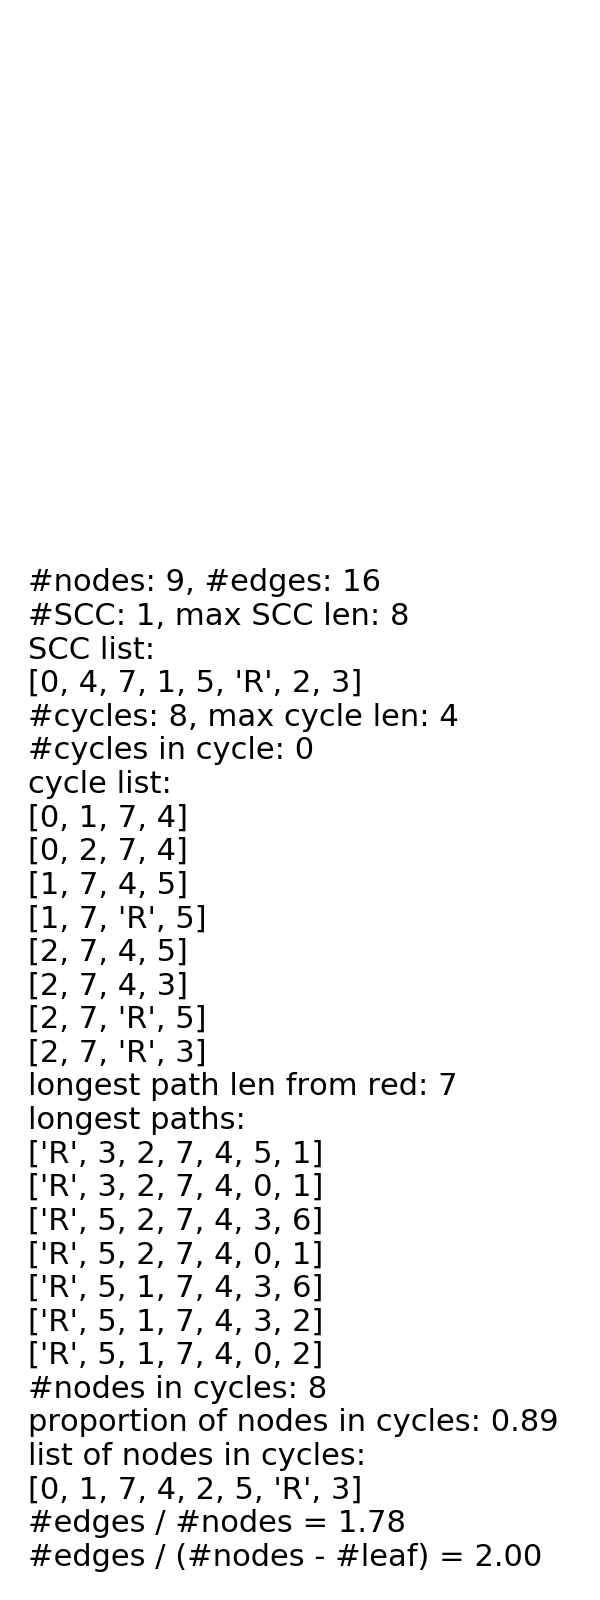 #nodes: 9, #edges: 16
#SCC: 1, max SCC len: 8
SCC list:
[0, 4, 7, 1, 5, 'R', 2, 3]
#cycles: 8, max cycle len: 4
#cycles in cycle: 0
cycle list:
[0, 1, 7, 4]
[0, 2, 7, 4]
[1, 7, 4, 5]
[1, 7, 'R', 5]
[2, 7, 4, 5]
[2, 7, 4, 3]
[2, 7, 'R', 5]
[2, 7, 'R', 3]
longest path len from red: 7
longest paths:
['R', 3, 2, 7, 4, 5, 1]
['R', 3, 2, 7, 4, 0, 1]
['R', 5, 2, 7, 4, 3, 6]
['R', 5, 2, 7, 4, 0, 1]
['R', 5, 1, 7, 4, 3, 6]
['R', 5, 1, 7, 4, 3, 2]
['R', 5, 1, 7, 4, 0, 2]
#nodes in cycles: 8
proportion of nodes in cycles: 0.89
list of nodes in cycles:
[0, 1, 7, 4, 2, 5, 'R', 3]
#edges / #nodes = 1.78
#edges / (#nodes - #leaf) = 2.00